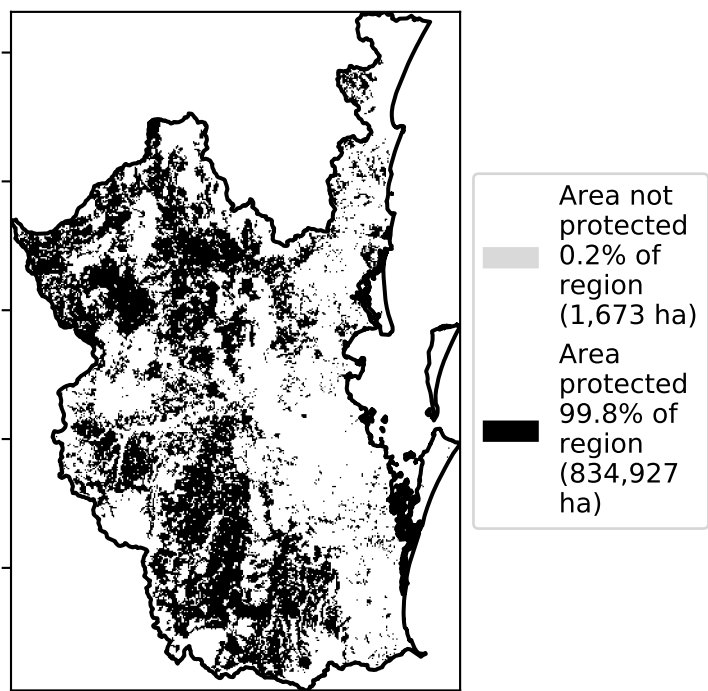 Area not
protected
0.2% of
region
(1,673 ha)
Area
protected
99.8% of
region
(834,927
ha)